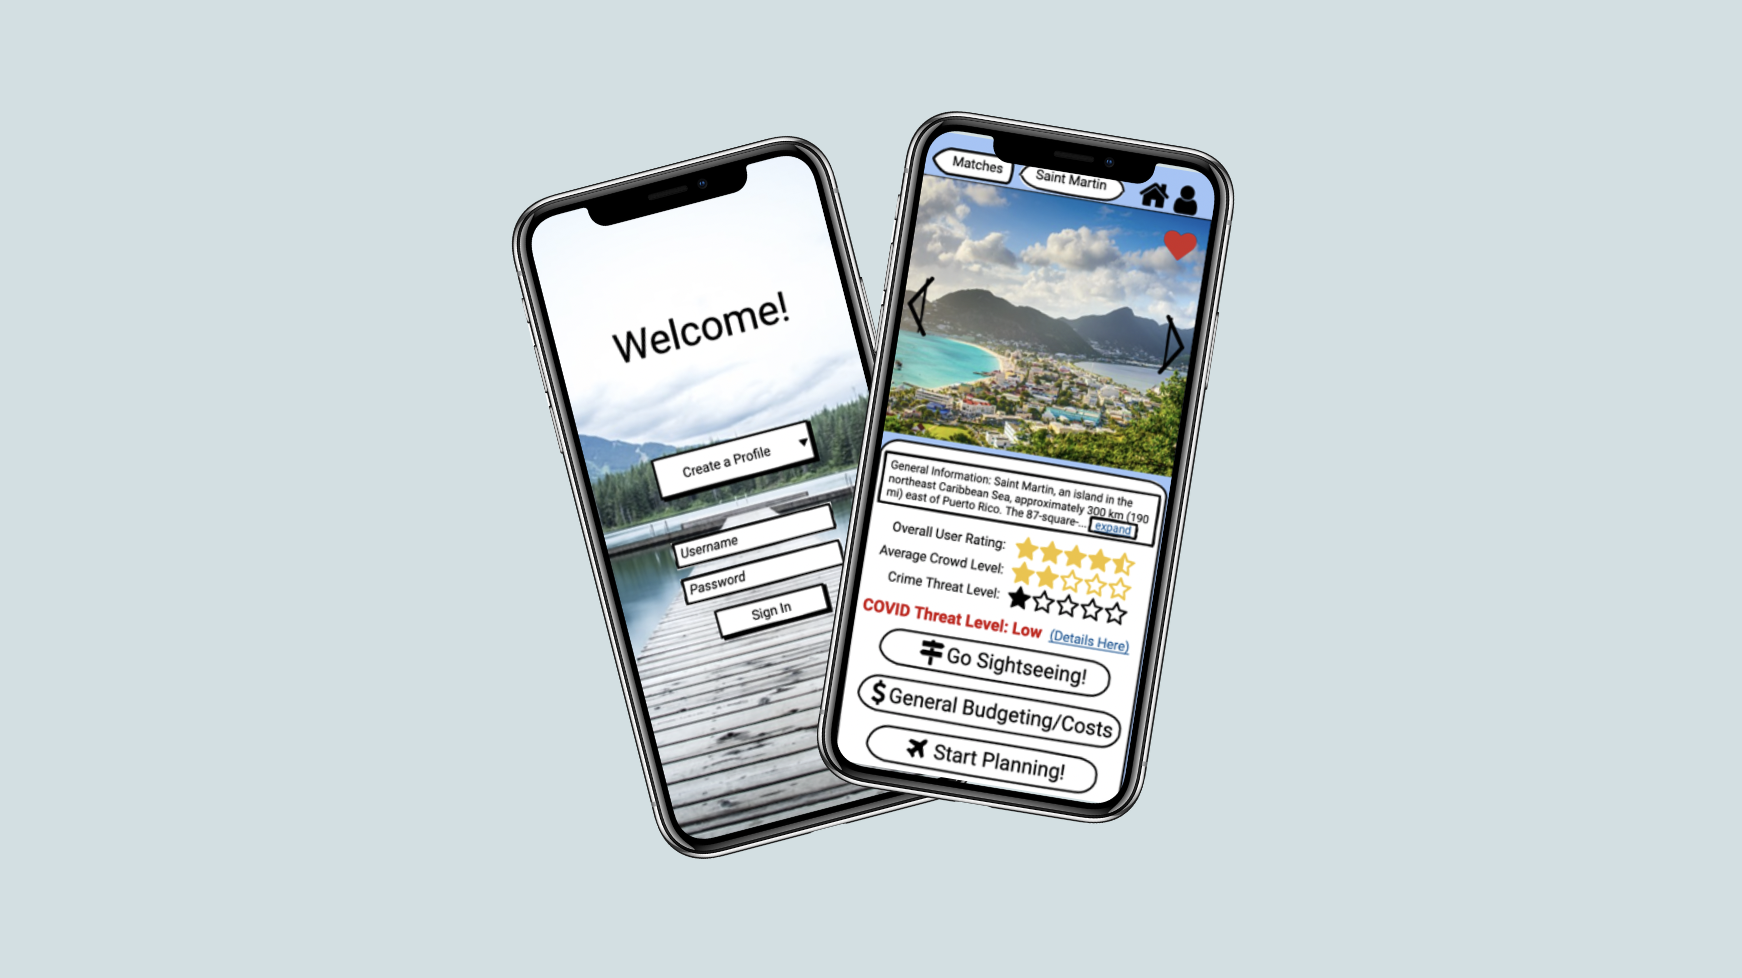 Welcome!
Create a Profile
Username
Password
Sign In
Matches
Saint Martin
General Information: Saint Martin, an island in the
northeast Caribbean Sea, approximately 300 km (190
mi) east of Puerto Rico. The 87-square-... expand
Overall User Rating:
Average Crowd Level:
Crime Threat Level:
COVID Threat Level: Low (Details Here)
Go Sightseeing!
$ General Budgeting/Costs
Start Planning!